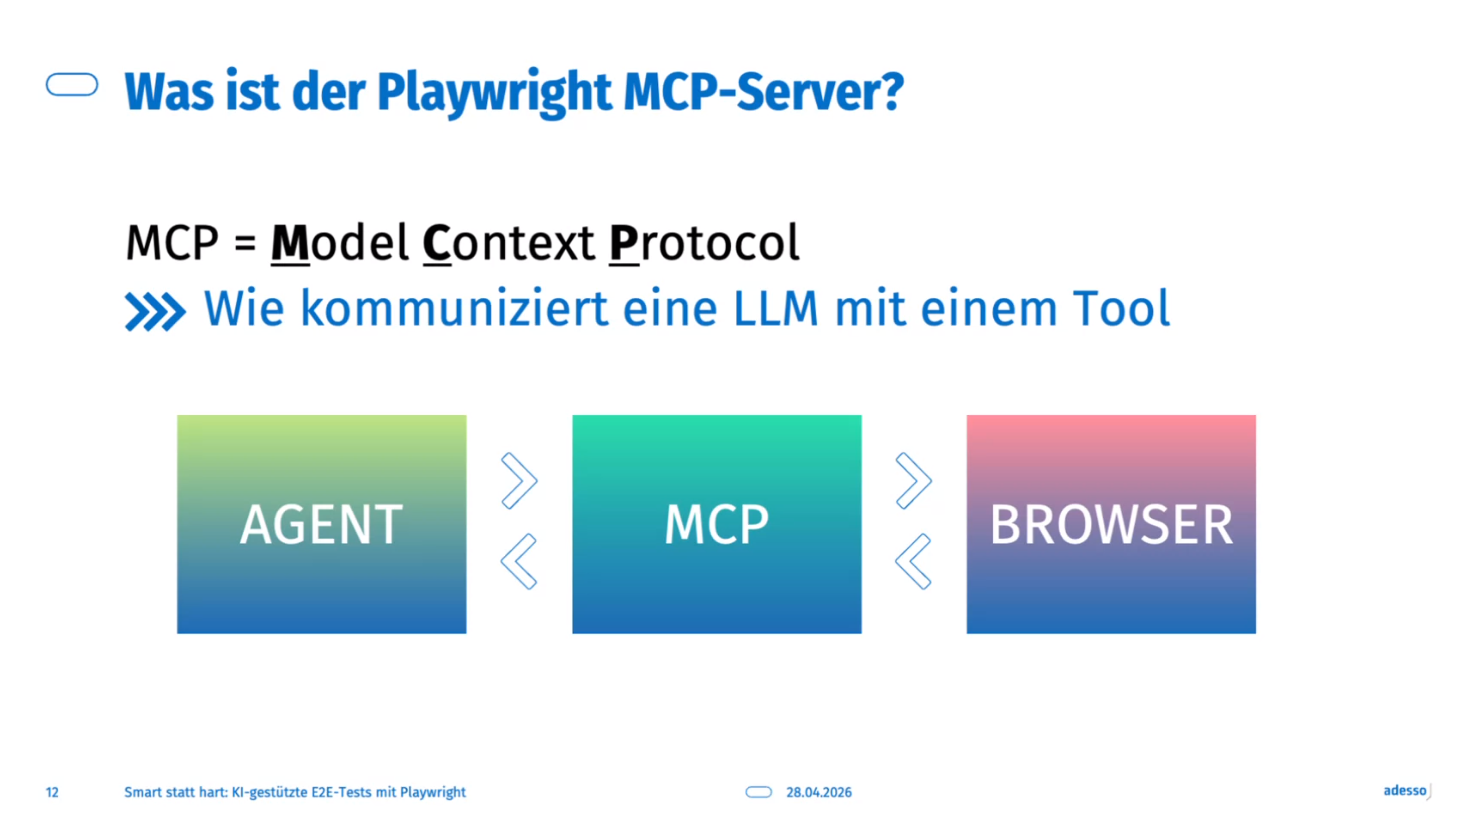 Was ist der Playwright MCP-Server?
MCP = Model Context Protocol
Wie kommuniziert eine LLM mit einem Tool
AGENT
MCP
BROWSER
12
Smart statt hart: KI-gestützte E2E-Tests mit Playwright
28.04.2026
adesso